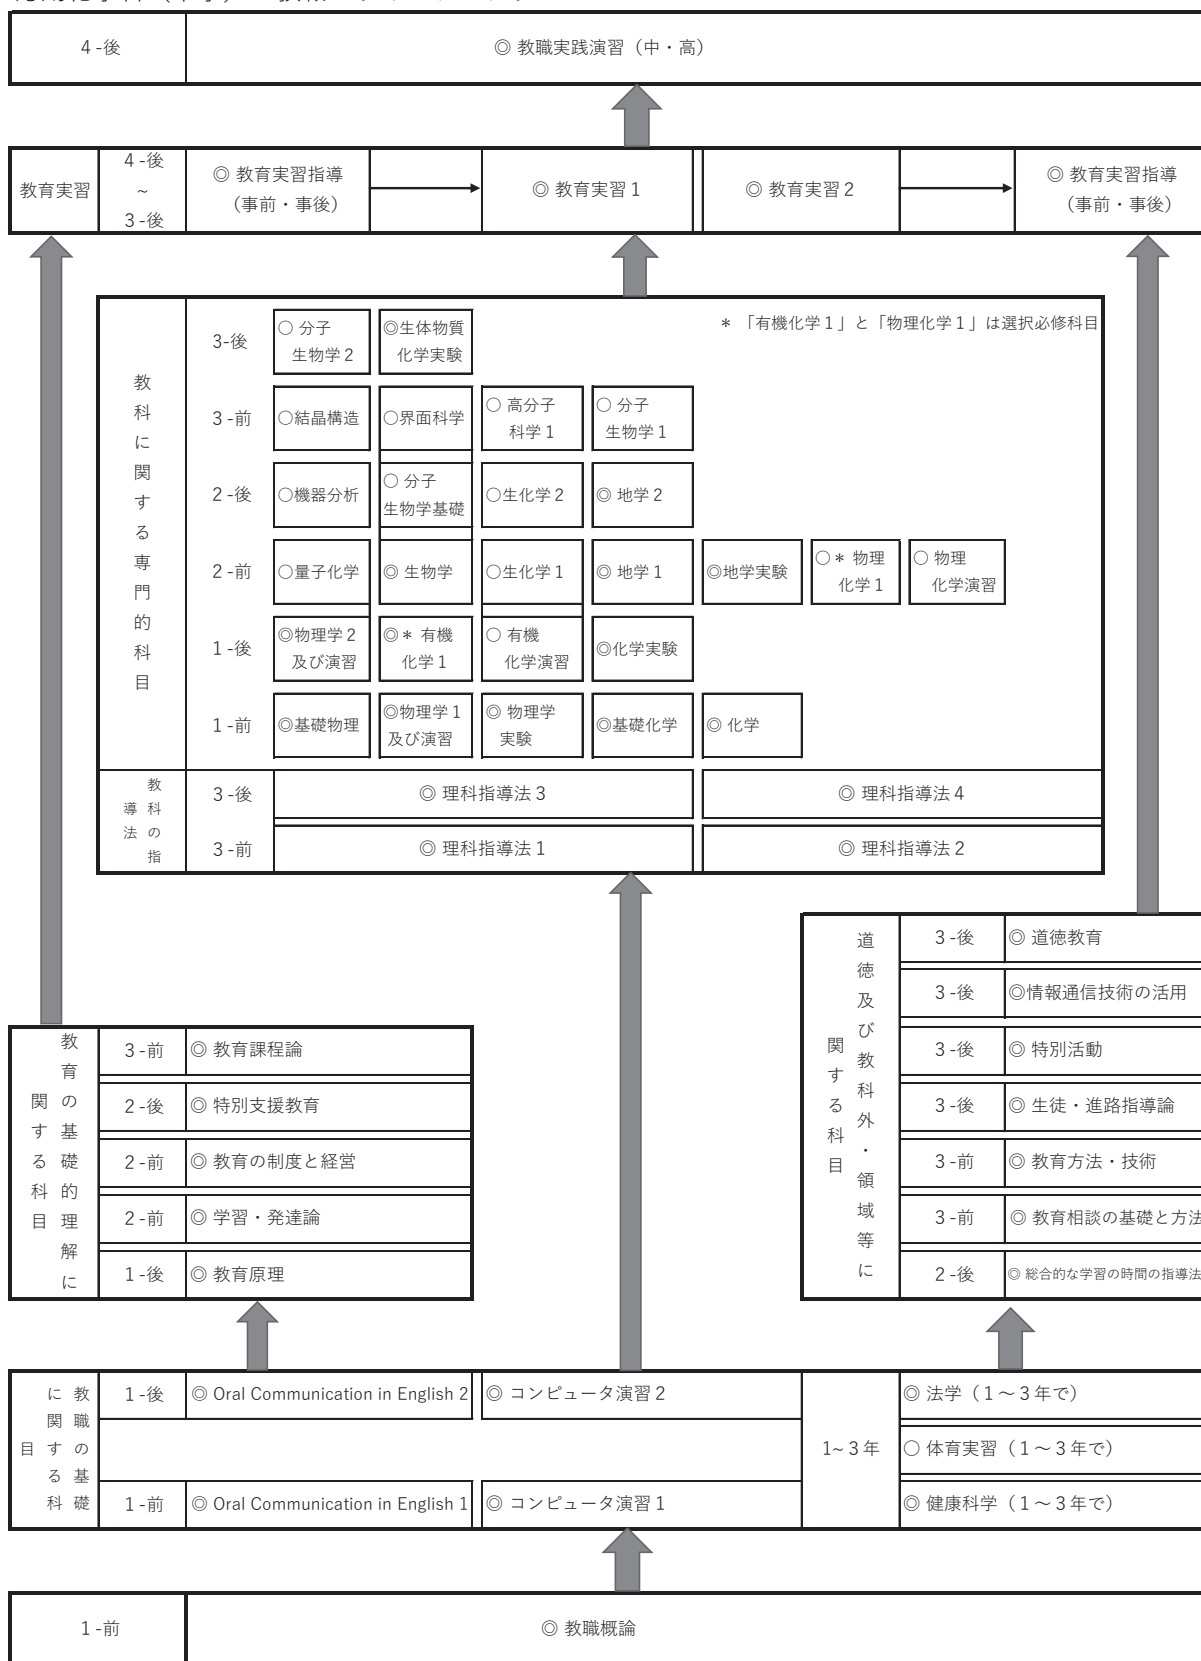 4-後
◎ 教職実践演習（中・高）
教育実習
4-後
~
3-後
◎ 教育実習指導
（事前・事後）
◎ 教育実習1
◎ 教育実習2
◎ 教育実習指導
（事前・事後）
教科に関する専門的科目
＊「有機化学1」と「物理化学1」は選択必修科目
3-後
○ 分子
生物学2
◎生体物質
化学実験
3-前
○結晶構造
○界面科学
○ 高分子
科学1
○ 分子
生物学1
2-後
○機器分析
○ 分子
生物学基礎
○生化学2
◎ 地学2
2-前
○量子化学
◎ 生物学
○生化学1
◎ 地学1
◎地学実験
○＊ 物理
化学1
○ 物理
化学演習
1-後
◎物理学2
及び演習
◎＊ 有機
化学1
○ 有機
化学演習
◎化学実験
1-前
◎基礎物理
◎物理学1
及び演習
◎ 物理学
実験
◎基礎化学
◎ 化学
教科の指
導法
3-後
◎ 理科指導法3
◎ 理科指導法4
3-前
◎ 理科指導法1
◎ 理科指導法2
道徳及び教科外・領域等に
関する科目
3-後
◎ 道徳教育
3-後
◎情報通信技術の活用
3-後
◎ 特別活動
3-後
◎ 生徒・進路指導論
3-前
◎ 教育方法・技術
3-前
◎ 教育相談の基礎と方法
2-後
◎ 総合的な学習の時間の指導法
教育の基礎的理解に
関する科目
3-前
◎ 教育課程論
2-後
◎ 特別支援教育
2-前
◎ 教育の制度と経営
2-前
◎ 学習・発達論
1-後
◎ 教育原理
教職の基礎
に関する科
目
1-後
◎ Oral Communication in English 2
◎ コンピュータ演習2
1-前
◎ Oral Communication in English 1
◎ コンピュータ演習1
1~3年
◎ 法学（1～3年で）
○ 体育実習（1～3年で）
◎ 健康科学（1～3年で）
1-前
◎ 教職概論